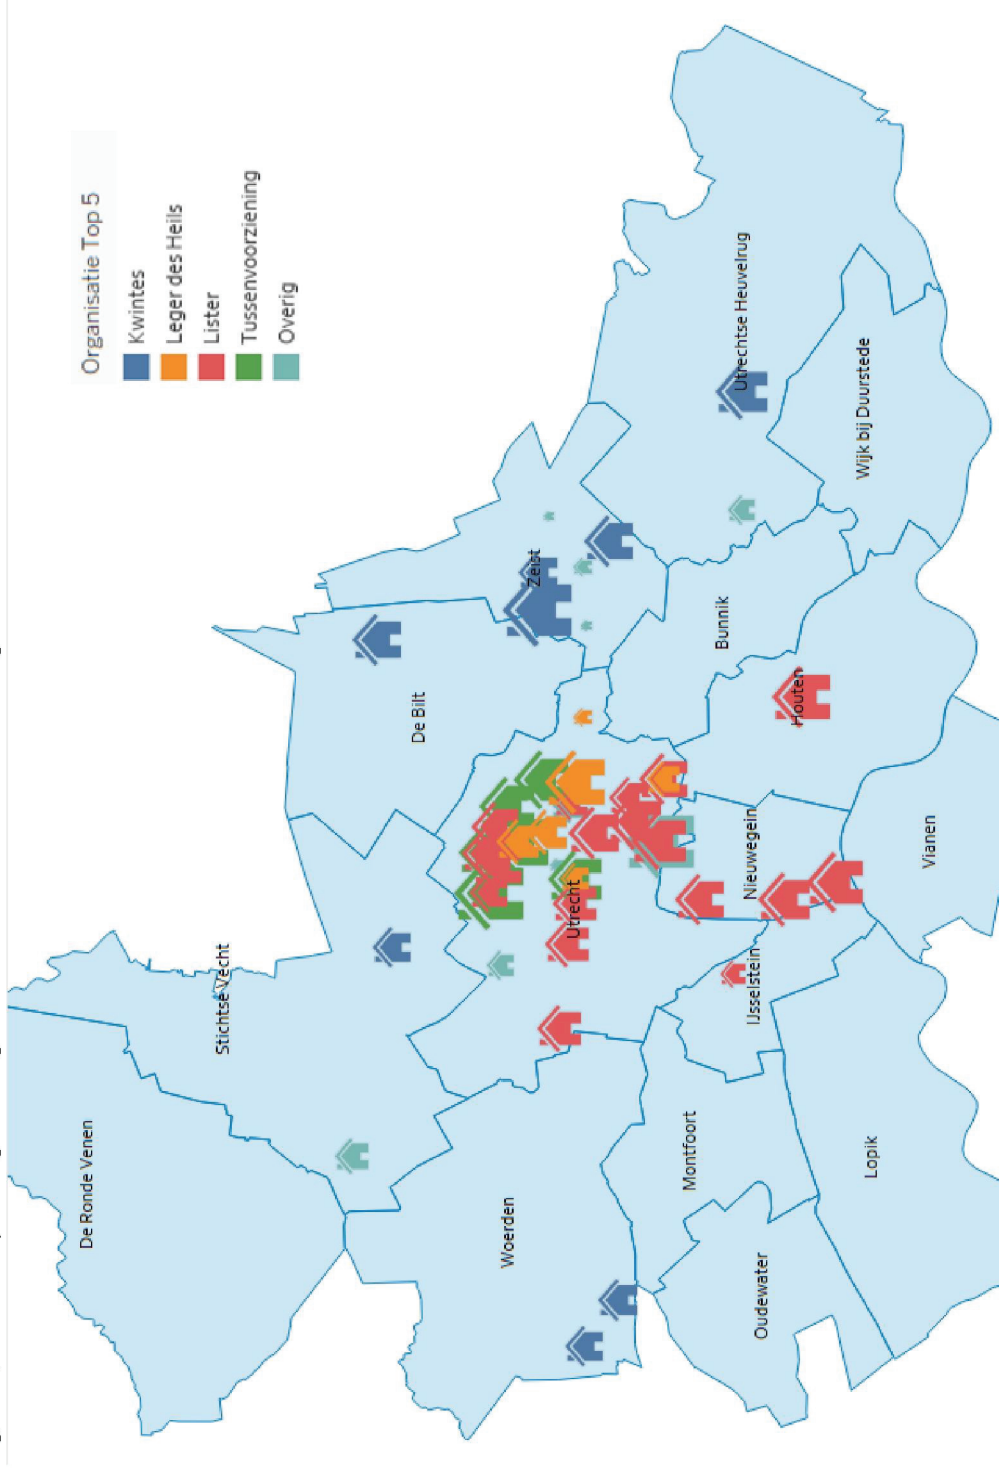 Organisatie Top 5
Kwintes
Leger des Heils
Lister
Tussenvoorziening
Overig
De Ronde Venen
Stichtse Vecht
De Bilt
Woerden
Utrecht
Zeist
Utrechtse Heuvelrug
Montfoort
IJsselstein
Nieuwegein
Houten
Bunnik
Wijk bij Duurstede
Oudewater
Lopik
Vianen